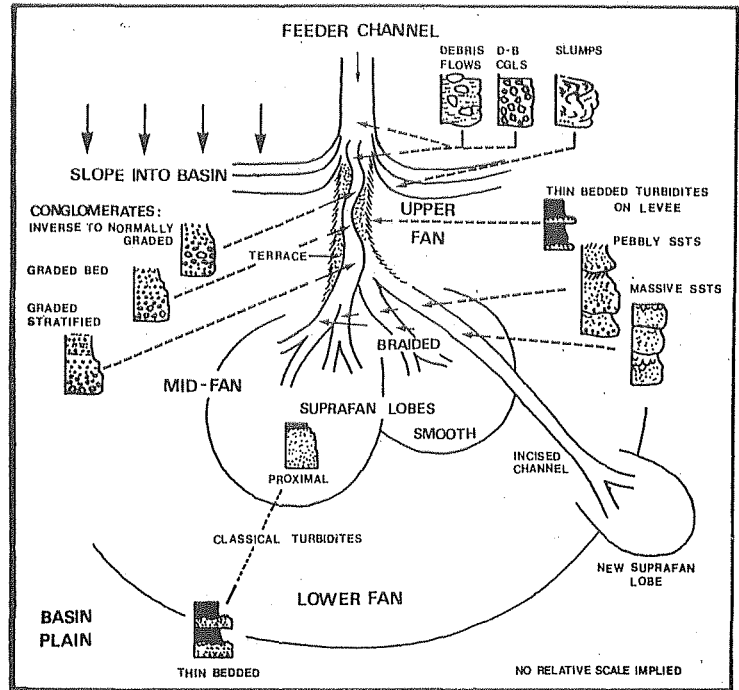 FEEDER CHANNEL
DEBRIS FLOWS
D-B CGLS
SLUMPS
SLOPE INTO BASIN
CONGLOMERATES:
INVERSE TO NORMALLY
GRADED
UPPER
FAN
THIN BEDDED TURBIDITES
ON LEVEE
PEBBLY SSTS
TERRACE
GRADED BED
MASSIVE SSTS
GRADED
STRATIFIED
BRAIDED
MID-FAN
SUPRAFAN LOBES
SMOOTH
INCISED
CHANNEL
PROXIMAL
CLASSICAL TURBIDITES
NEW SUPRAFAN
LOBE
LOWER FAN
BASIN
PLAIN
THIN BEDDED
NO RELATIVE SCALE IMPLIED